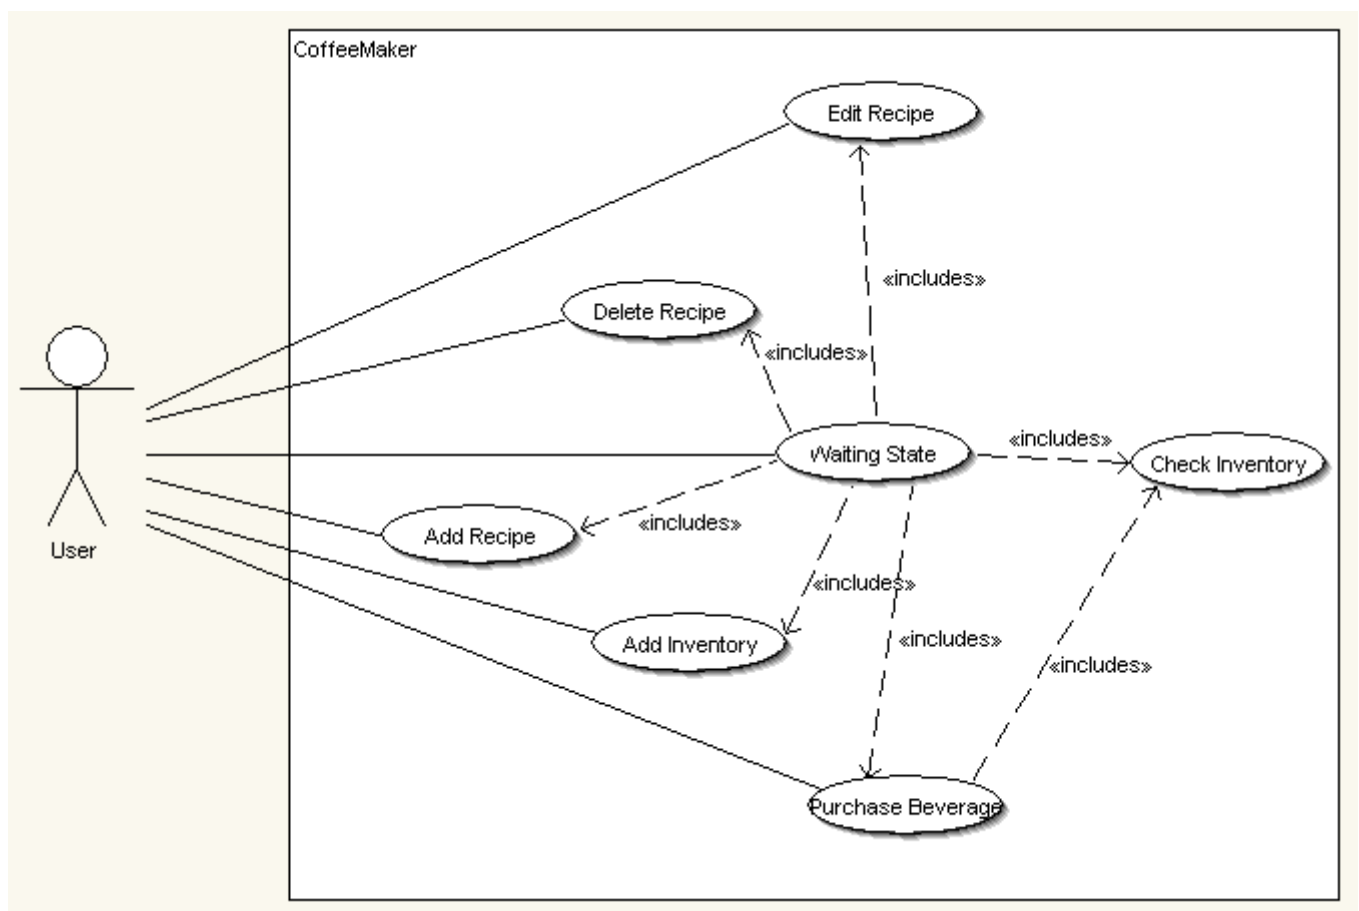 CoffeeMaker
Edit Recipe
«includes»
Delete Recipe
«includes»
Waiting State
«includes»
Check Inventory
«includes»
Add Recipe
User
«includes»
Add Inventory
«includes»
«includes»
Purchase Beverage